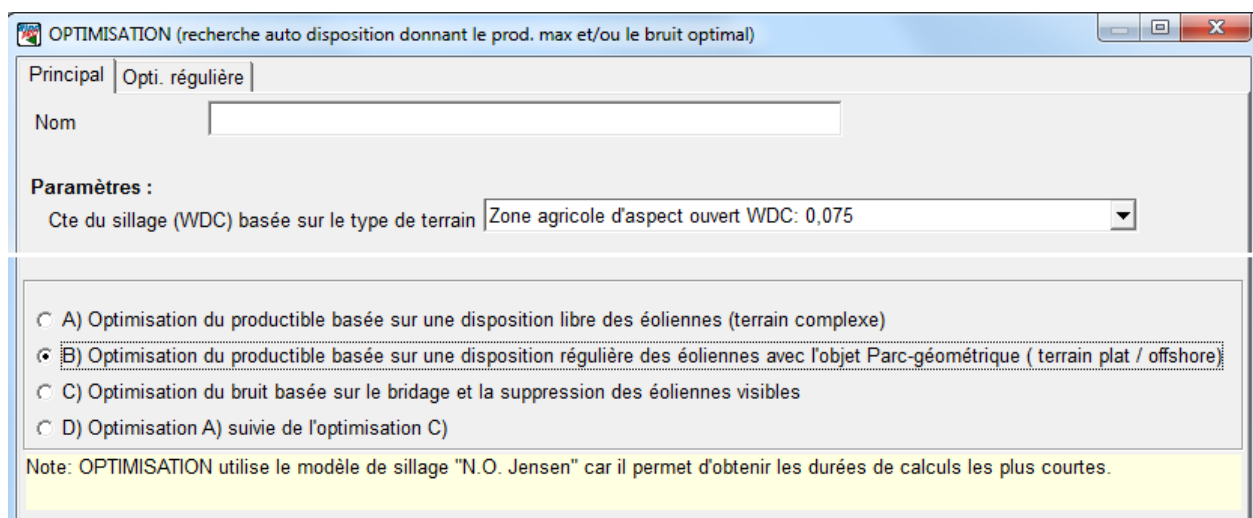 OPTIMISATION (recherche auto disposition donnant le prod. max et/ou le bruit optimal)
Principal Opti. régulière
Nom
Paramètres :
Cte du sillage (WDC) basée sur le type de terrain Zone agricole d'aspect ouvert WDC: 0,075
A) Optimisation du productible basée sur une disposition libre des éoliennes (terrain complexe)
B) Optimisation du productible basée sur une disposition régulière des éoliennes avec l'objet Parc-géométrique ( terrain plat / offshore)
C) Optimisation du bruit basée sur le bridage et la suppression des éoliennes visibles
D) Optimisation A) suivie de l'optimisation C)
Note: OPTIMISATION utilise le modèle de sillage "N.O. Jensen" car il permet d'obtenir les durées de calculs les plus courtes.